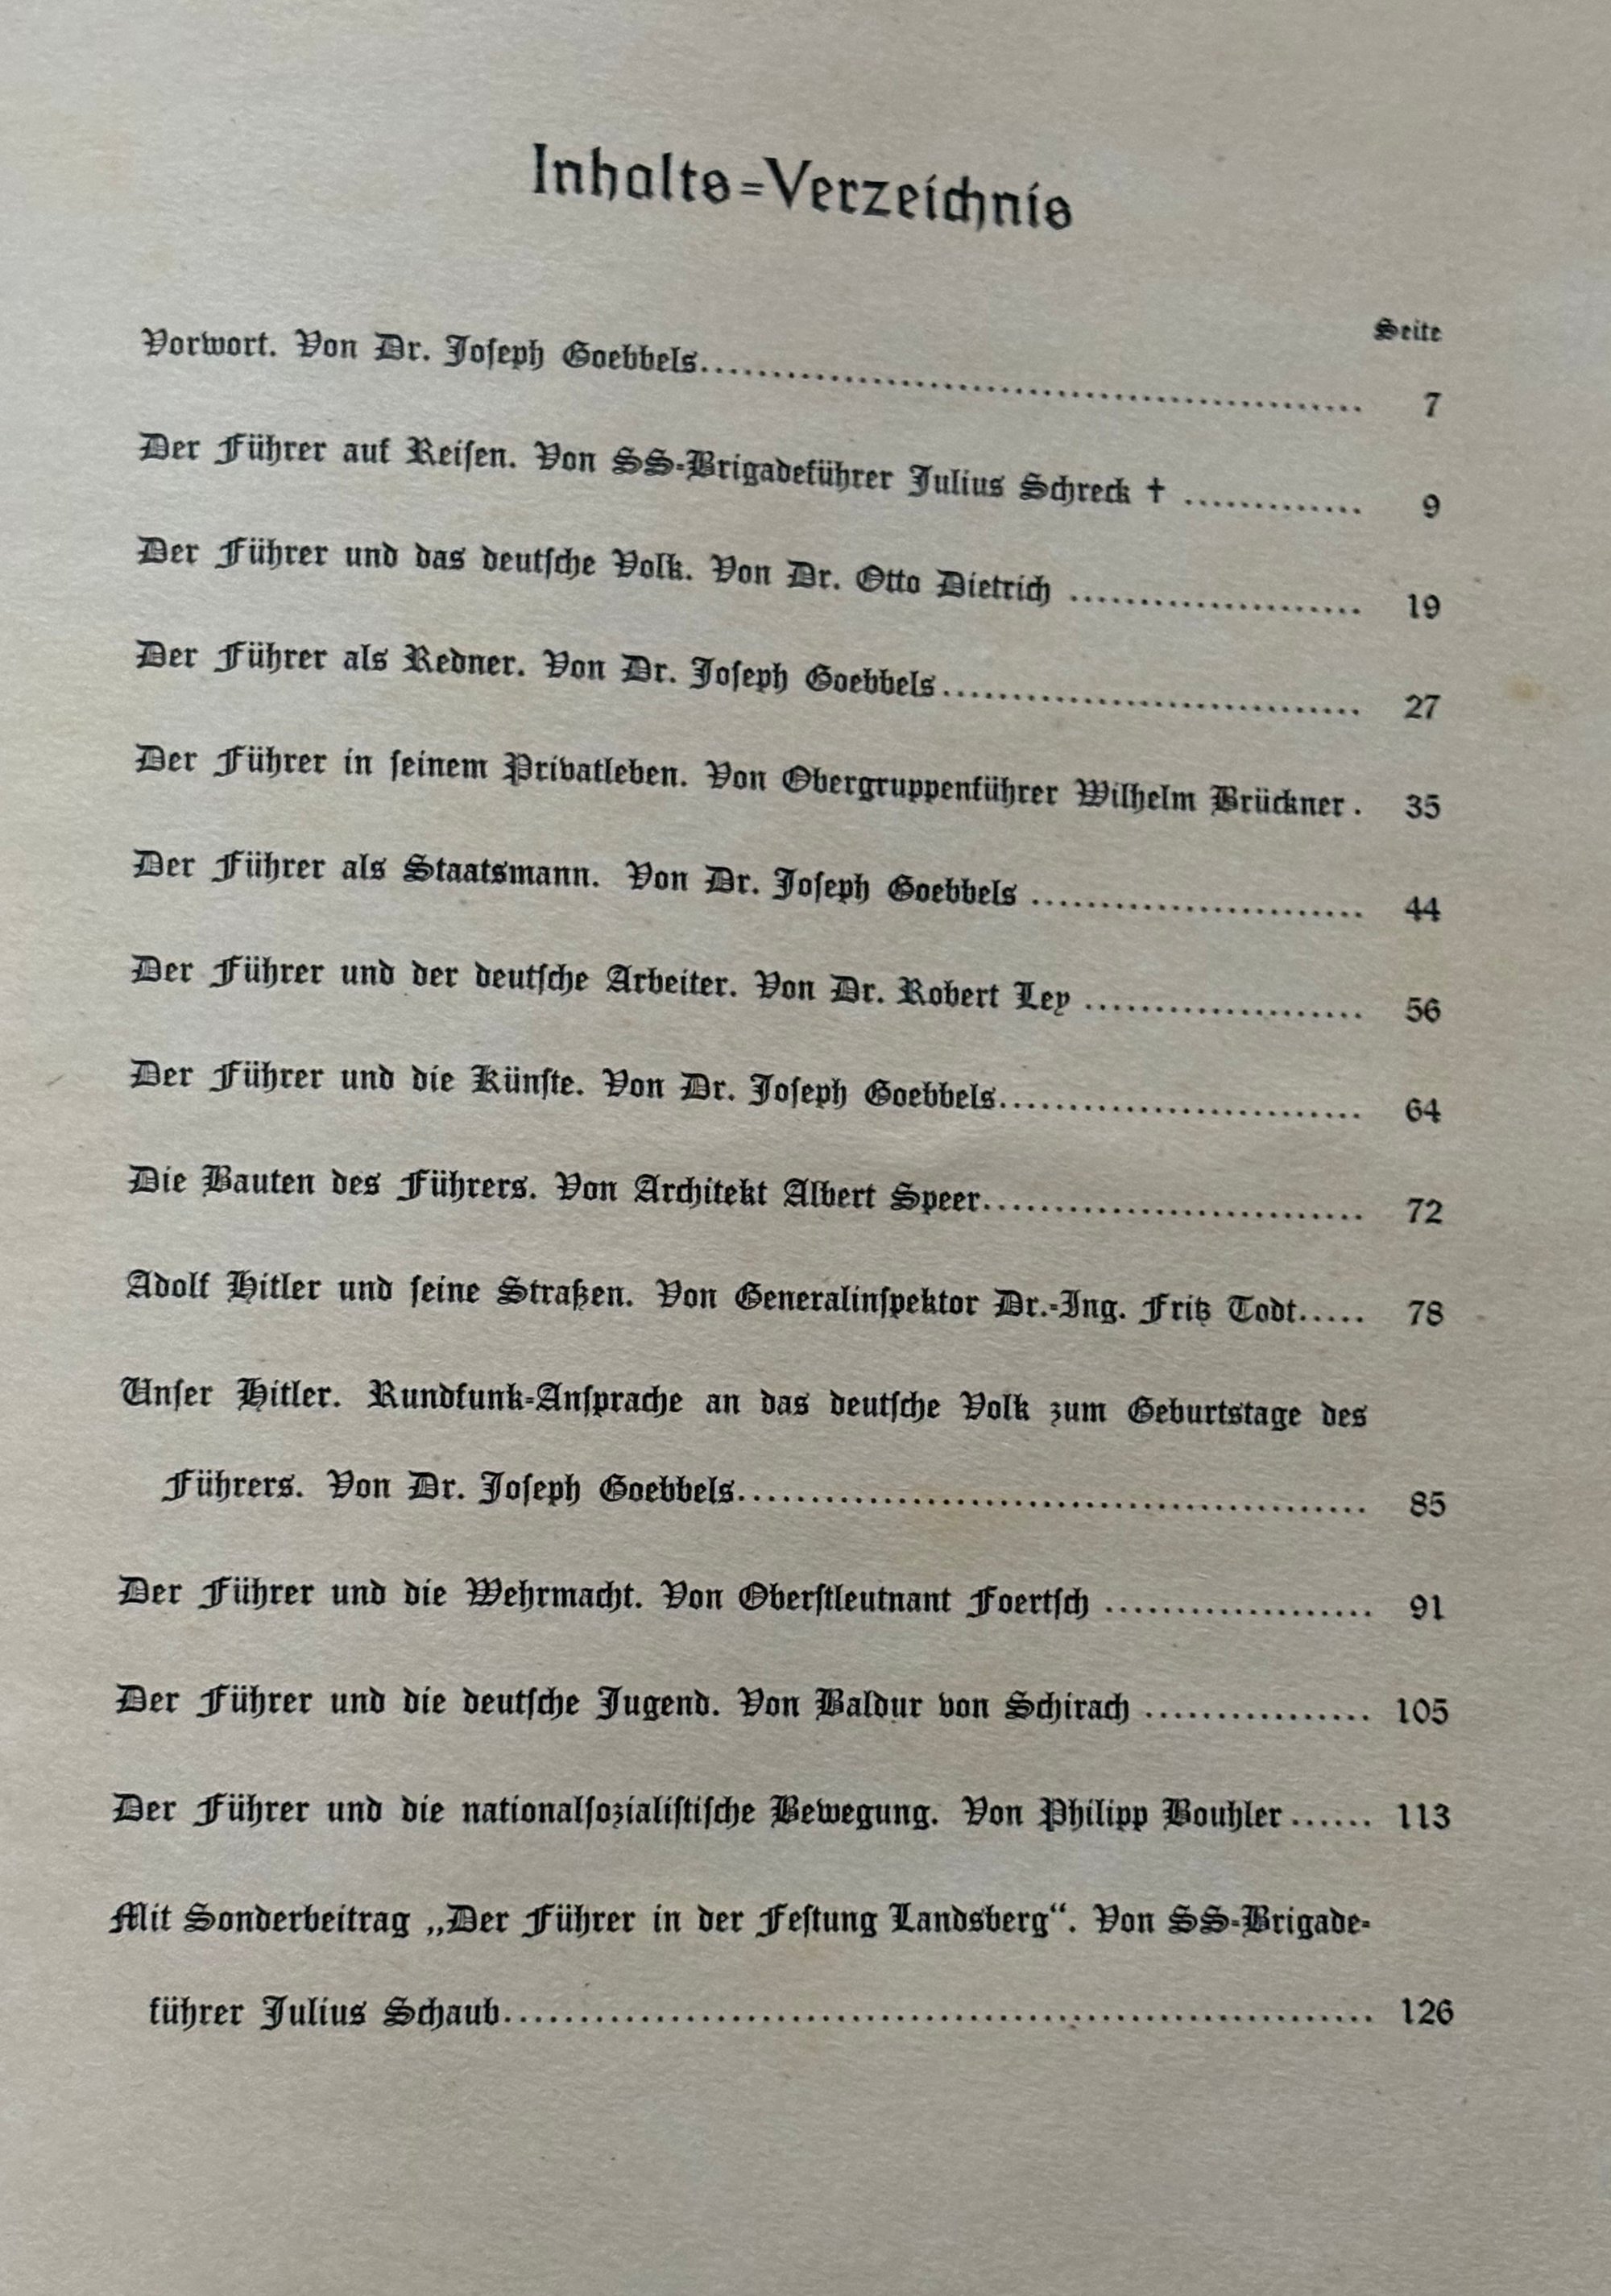 Inhalts=Verzeichnis
Seite
Vorwort. Von Dr. Joſeph Goebbels........................................ 7
Der Führer auf Reiſen. Von SS-Brigadeführer Julius Schreck † ............. 9
Der Führer und das deutſche Volk. Von Dr. Otto Dietrich ..................... 19
Der Führer als Redner. Von Dr. Joſeph Goebbels.............................. 27
Der Führer in ſeinem Privatleben. Von Obergruppenführer Wilhelm Brückner . 35
Der Führer als Staatsmann. Von Dr. Joſeph Goebbels ........................ 44
Der Führer und der deutſche Arbeiter. Von Dr. Robert Ley .................... 56
Der Führer und die Künſte. Von Dr. Joſeph Goebbels.......................... 64
Die Bauten des Führers. Von Architekt Albert Speer........................... 72
Adolf Hitler und ſeine Straßen. Von Generalinſpektor Dr.-Ing. Fritz Todt..... 78
Unſer Hitler. Rundfunk-Anſprache an das deutſche Volk zum Geburtstage des
Führers. Von Dr. Joſeph Goebbels............................................. 85
Der Führer und die Wehrmacht. Von Oberſtleutnant Foertſch ................... 91
Der Führer und die deutſche Jugend. Von Baldur von Schirach ................ 105
Der Führer und die nationalſozialiſtiſche Bewegung. Von Philipp Bouhler...... 113
Mit Sonderbeitrag „Der Führer in der Feſtung Landsberg“. Von SS-Brigade-
führer Julius Schaub............................................................. 126